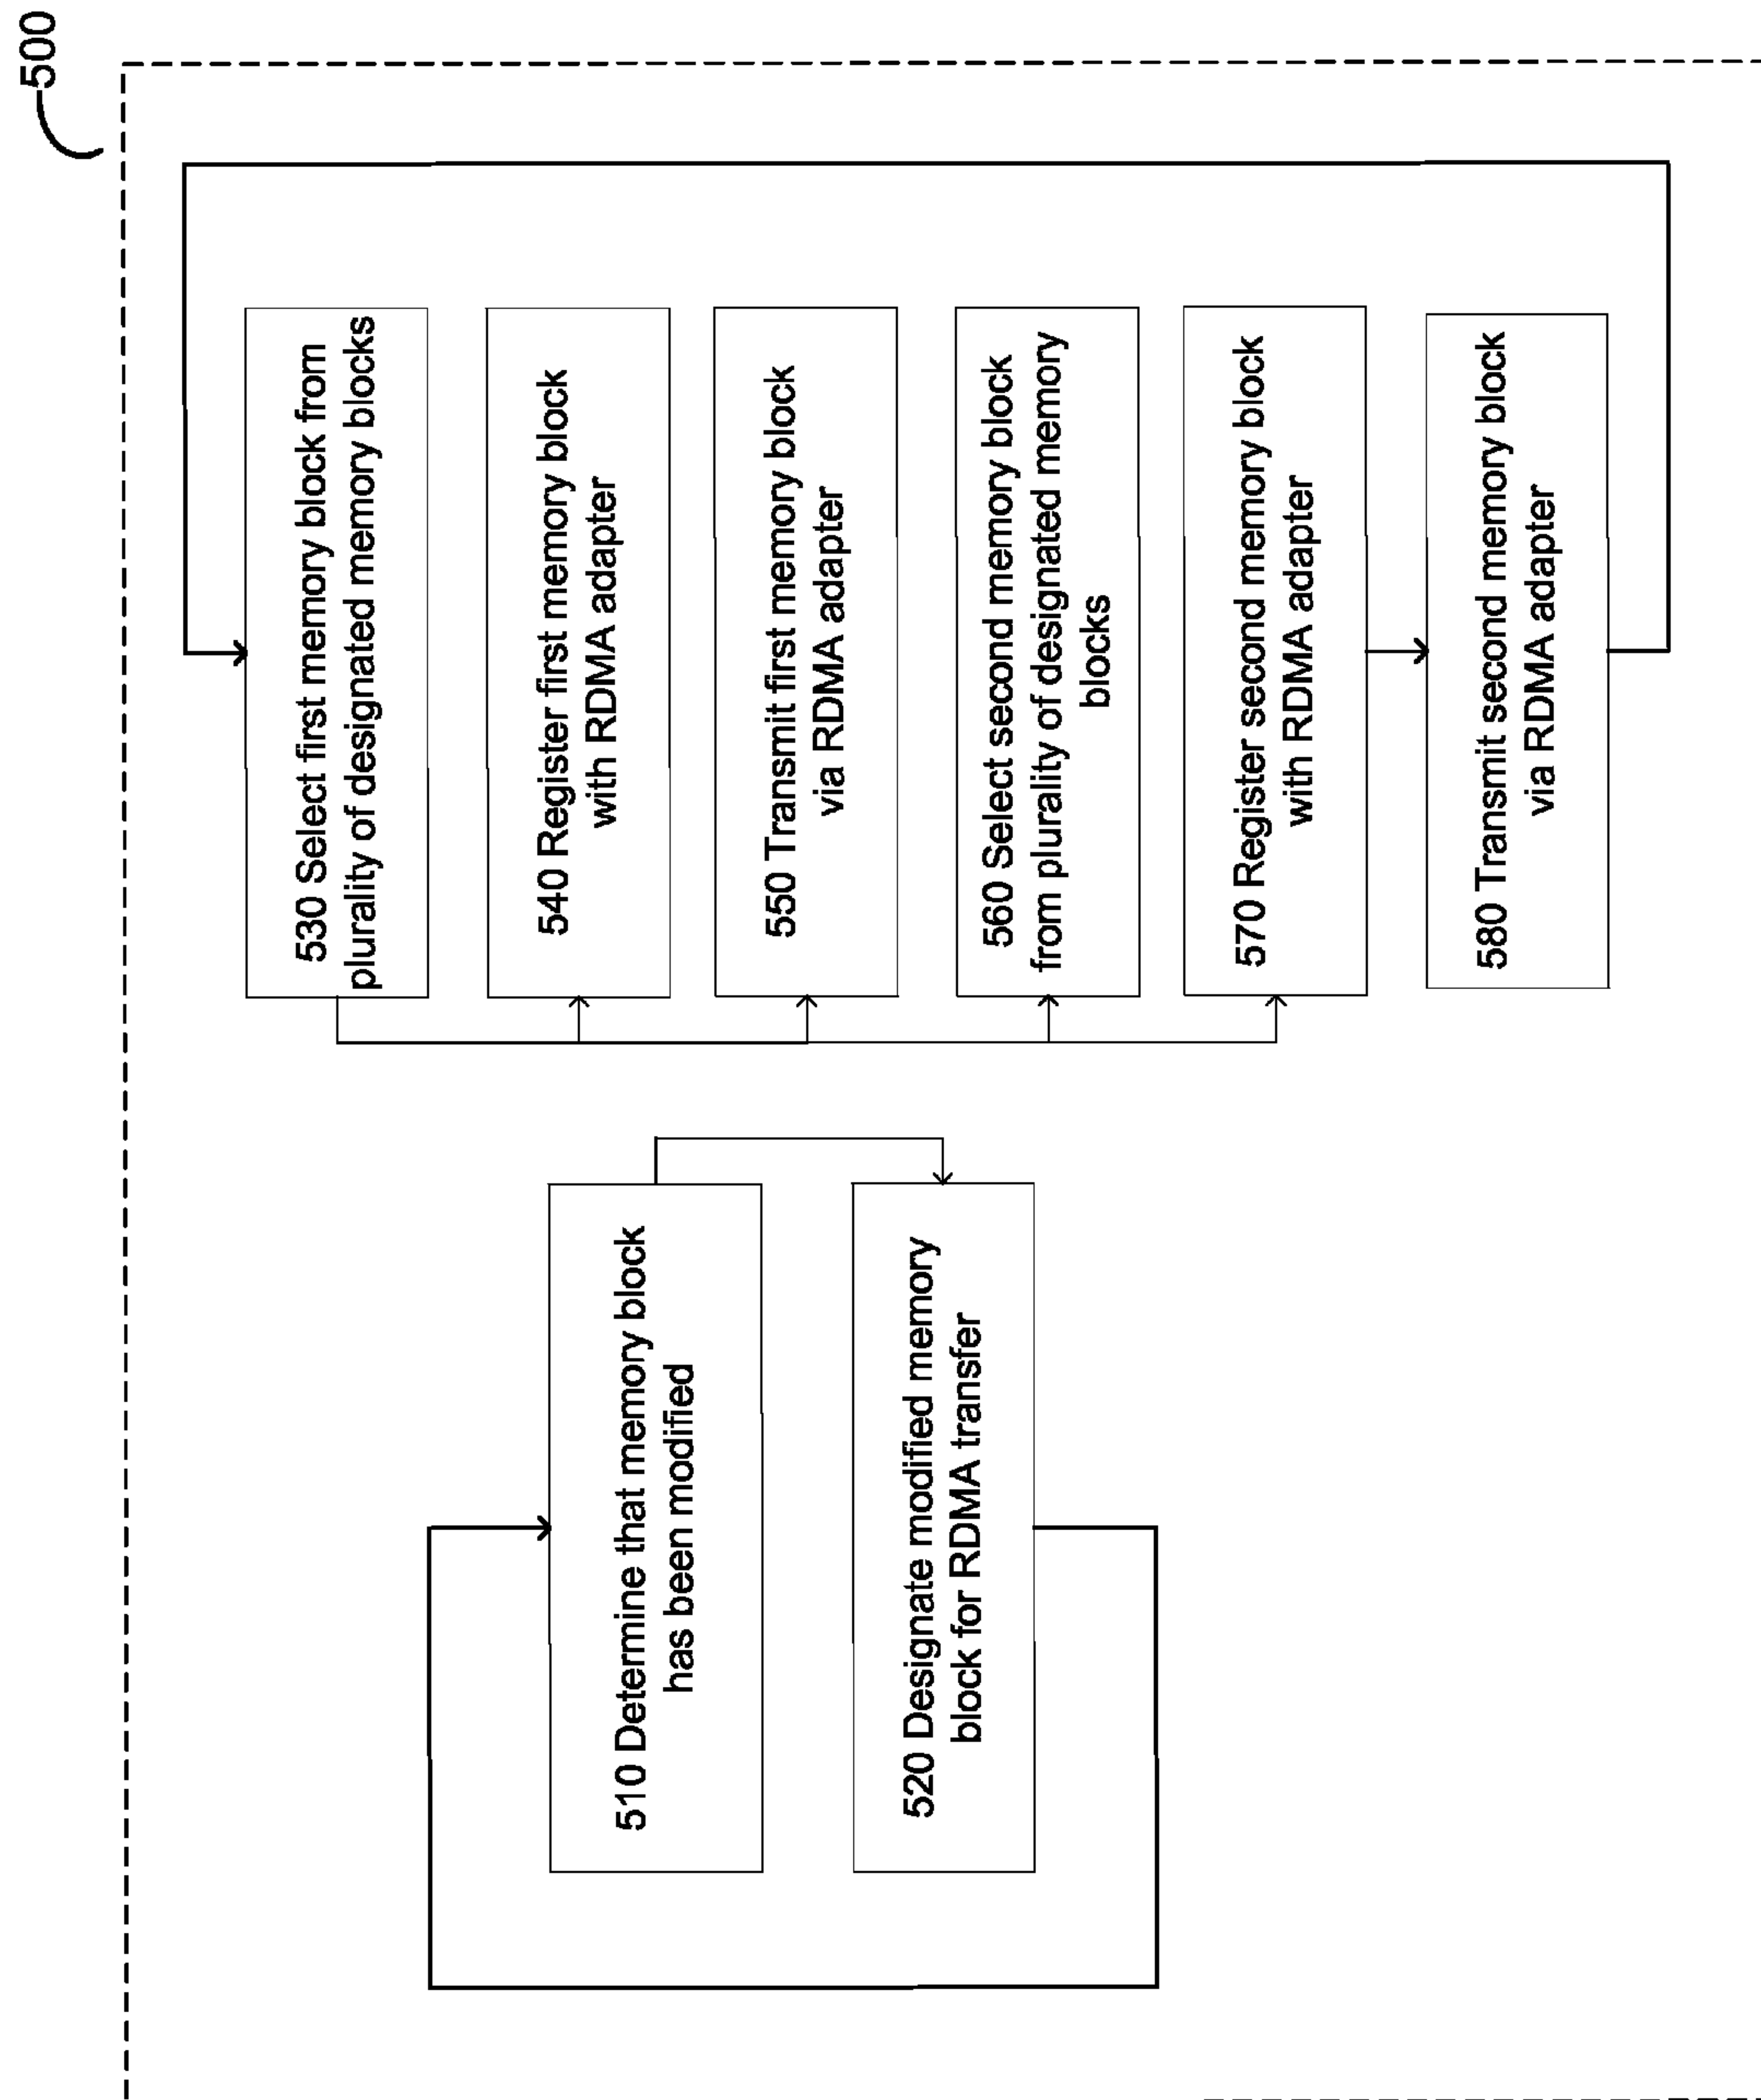 500
510 Determine that memory block
has been modified
520 Designate modified memory
block for RDMA transfer
530 Select first memory block from
plurality of designated memory blocks
540 Register first memory block
with RDMA adapter
550 Transmit first memory block
via RDMA adapter
560 Select second memory block
from plurality of designated memory
blocks
570 Register second memory block
with RDMA adapter
580 Transmit second memory block
via RDMA adapter